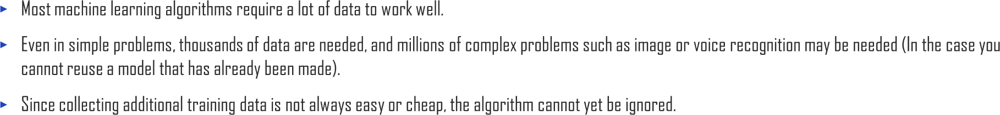 Most machine learning algorithms require a lot of data to work well.
Even in simple problems, thousands of data are needed, and millions of complex problems such as image or voice recognition may be needed (In the case you
cannot reuse a model that has already been made).
Since collecting additional training data is not always easy or cheap, the algorithm cannot yet be ignored.